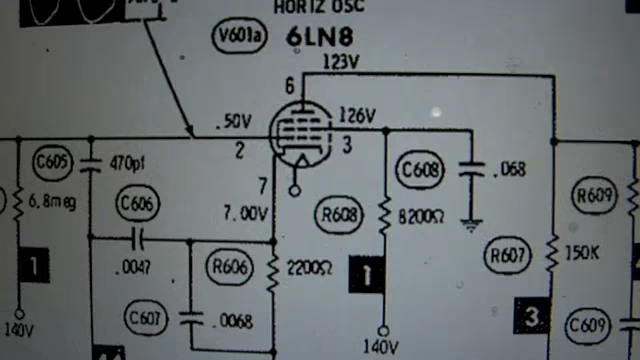 HORIZ OSC
V601a 6LN8
123V
6
.50V
126V
2
3
C605
470pf
C608
.068
6.8meg
C606
7
R609
7.00V
R608
8200Ω
R607
150K
.0047
R606
2200Ω
1
1
C607
.0068
3
C609
140V
140V